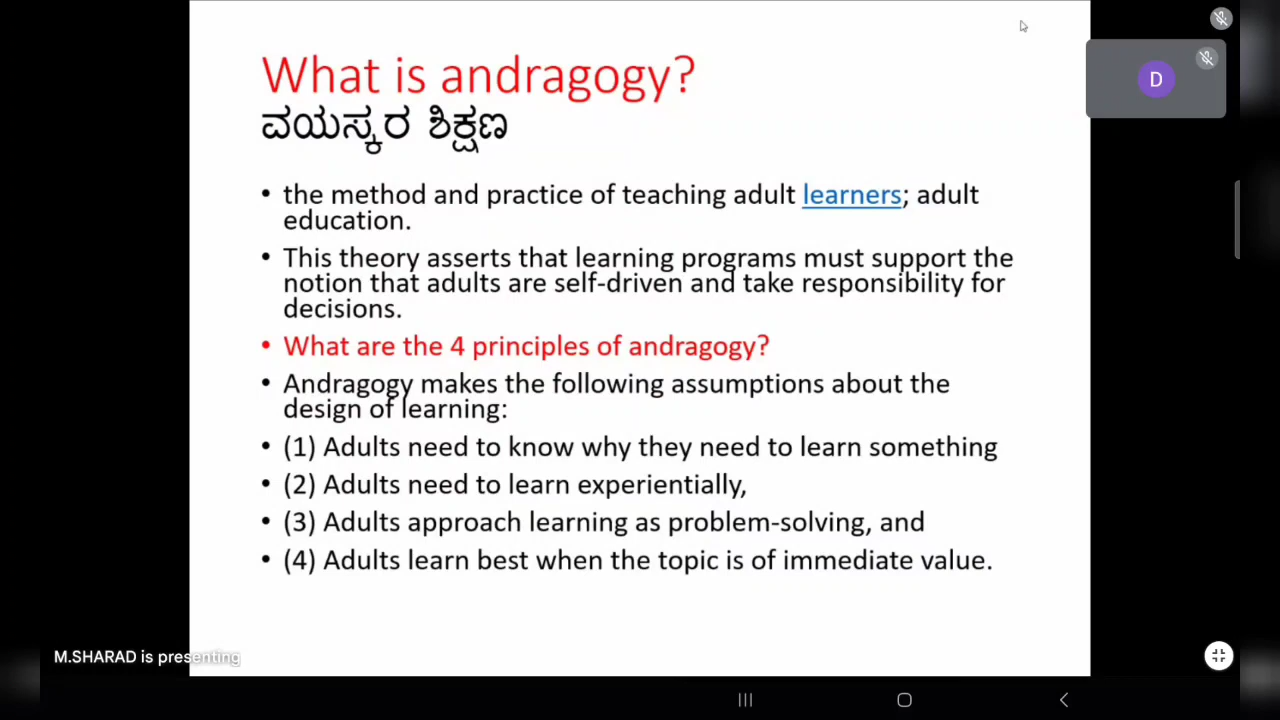 What is andragogy?
ವಯಸ್ಕರ ಶಿಕ್ಷಣ
D
• the method and practice of teaching adult learners; adult
education.
• This theory asserts that learning programs must support the
notion that adults are self-driven and take responsibility for
decisions.
• What are the 4 principles of andragogy?
• Andragogy makes the following assumptions about the
design of learning:
• (1) Adults need to know why they need to learn something
• (2) Adults need to learn experientially,
• (3) Adults approach learning as problem-solving, and
• (4) Adults learn best when the topic is of immediate value.
M.SHARAD is presenting